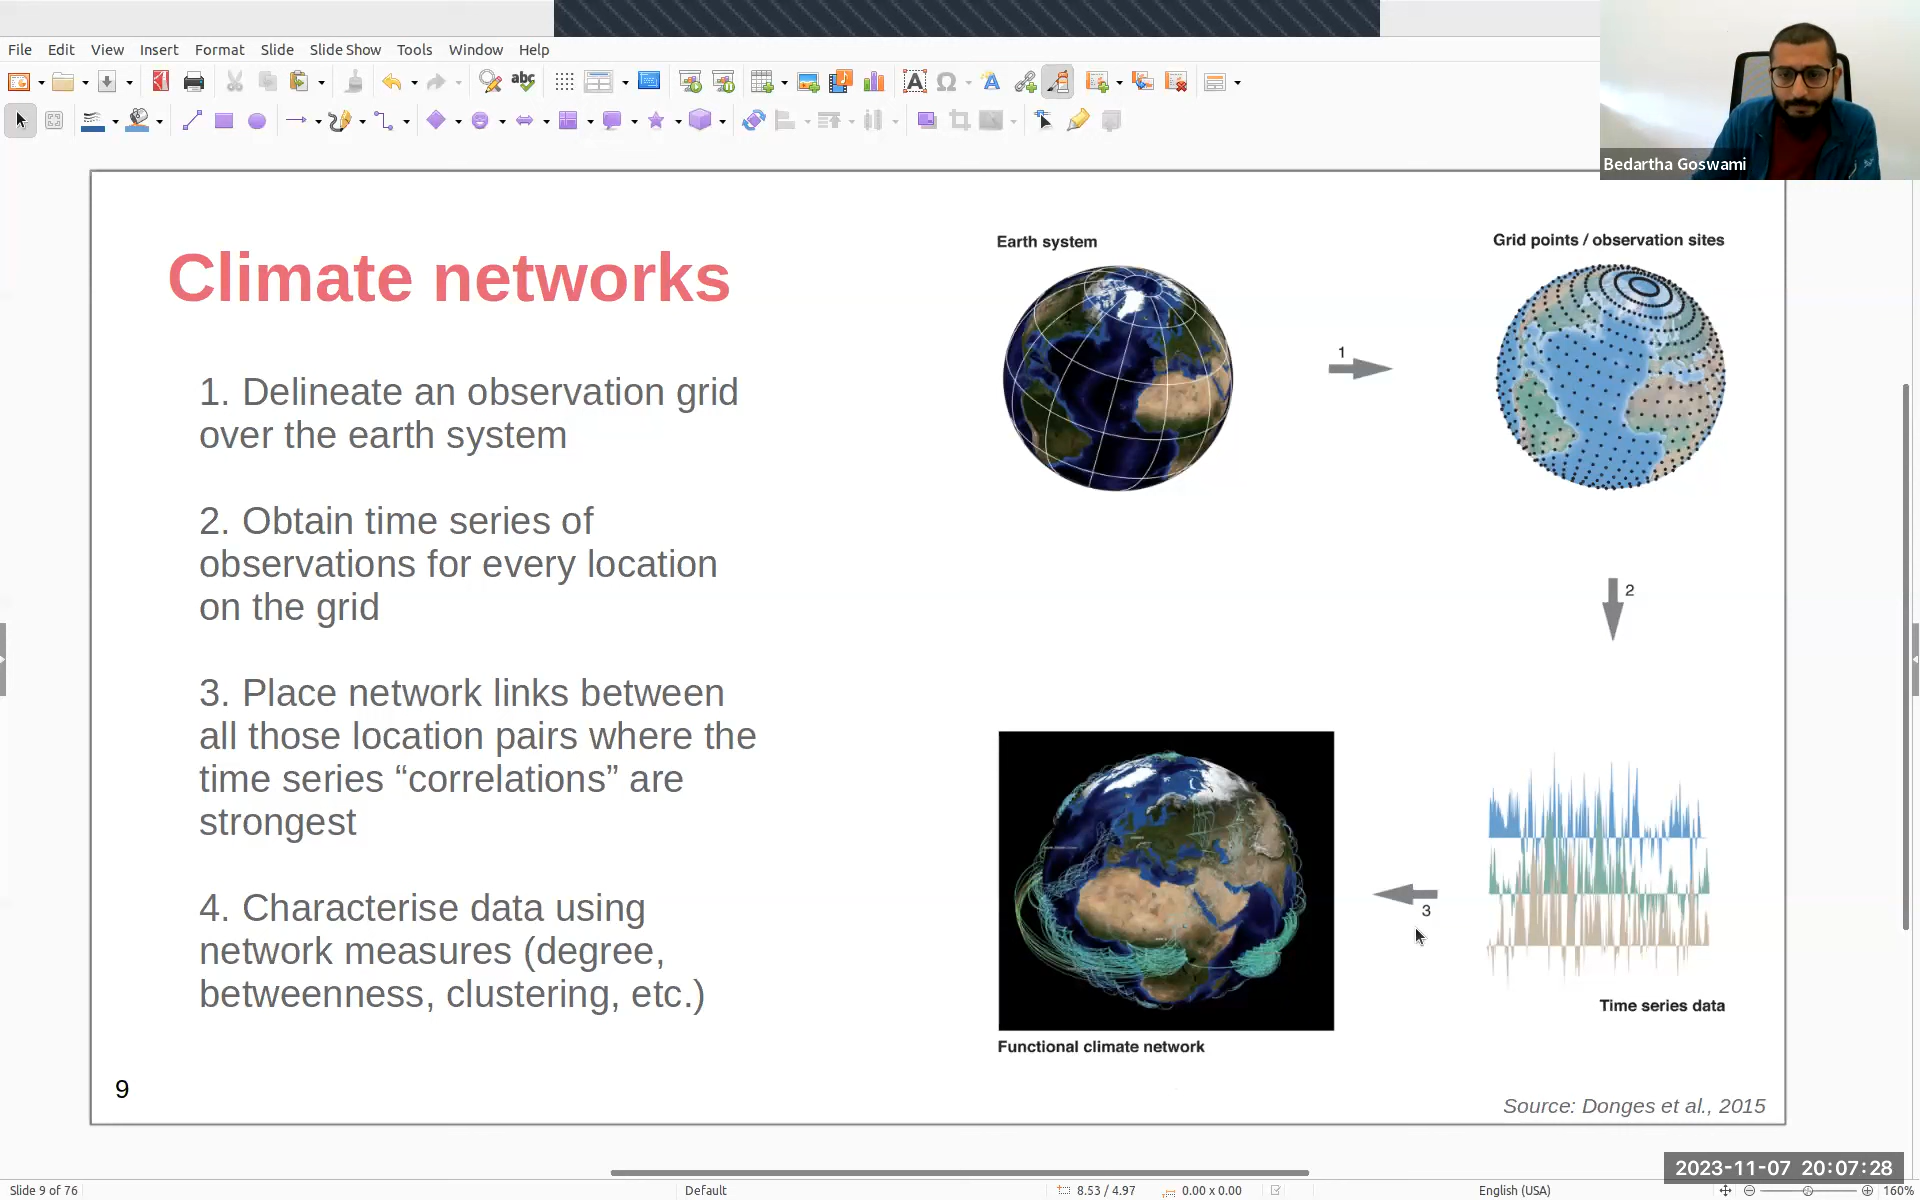 File Edit View Insert Format Slide Slide Show Tools Window Help
abc
Bedartha Goswami
Climate networks
1. Delineate an observation grid
over the earth system
2. Obtain time series of
observations for every location
on the grid
3. Place network links between
all those location pairs where the
time series “correlations” are
strongest
4. Characterise data using
network measures (degree,
betweenness, clustering, etc.)
9
Earth system
Grid points / observation sites
1
2
3
Time series data
Functional climate network
Source: Donges et al., 2015
2023-11-07 20:07:28
Slide 9 of 76
Default
8.53 / 4.97
0.00 x 0.00
English (USA)
160%